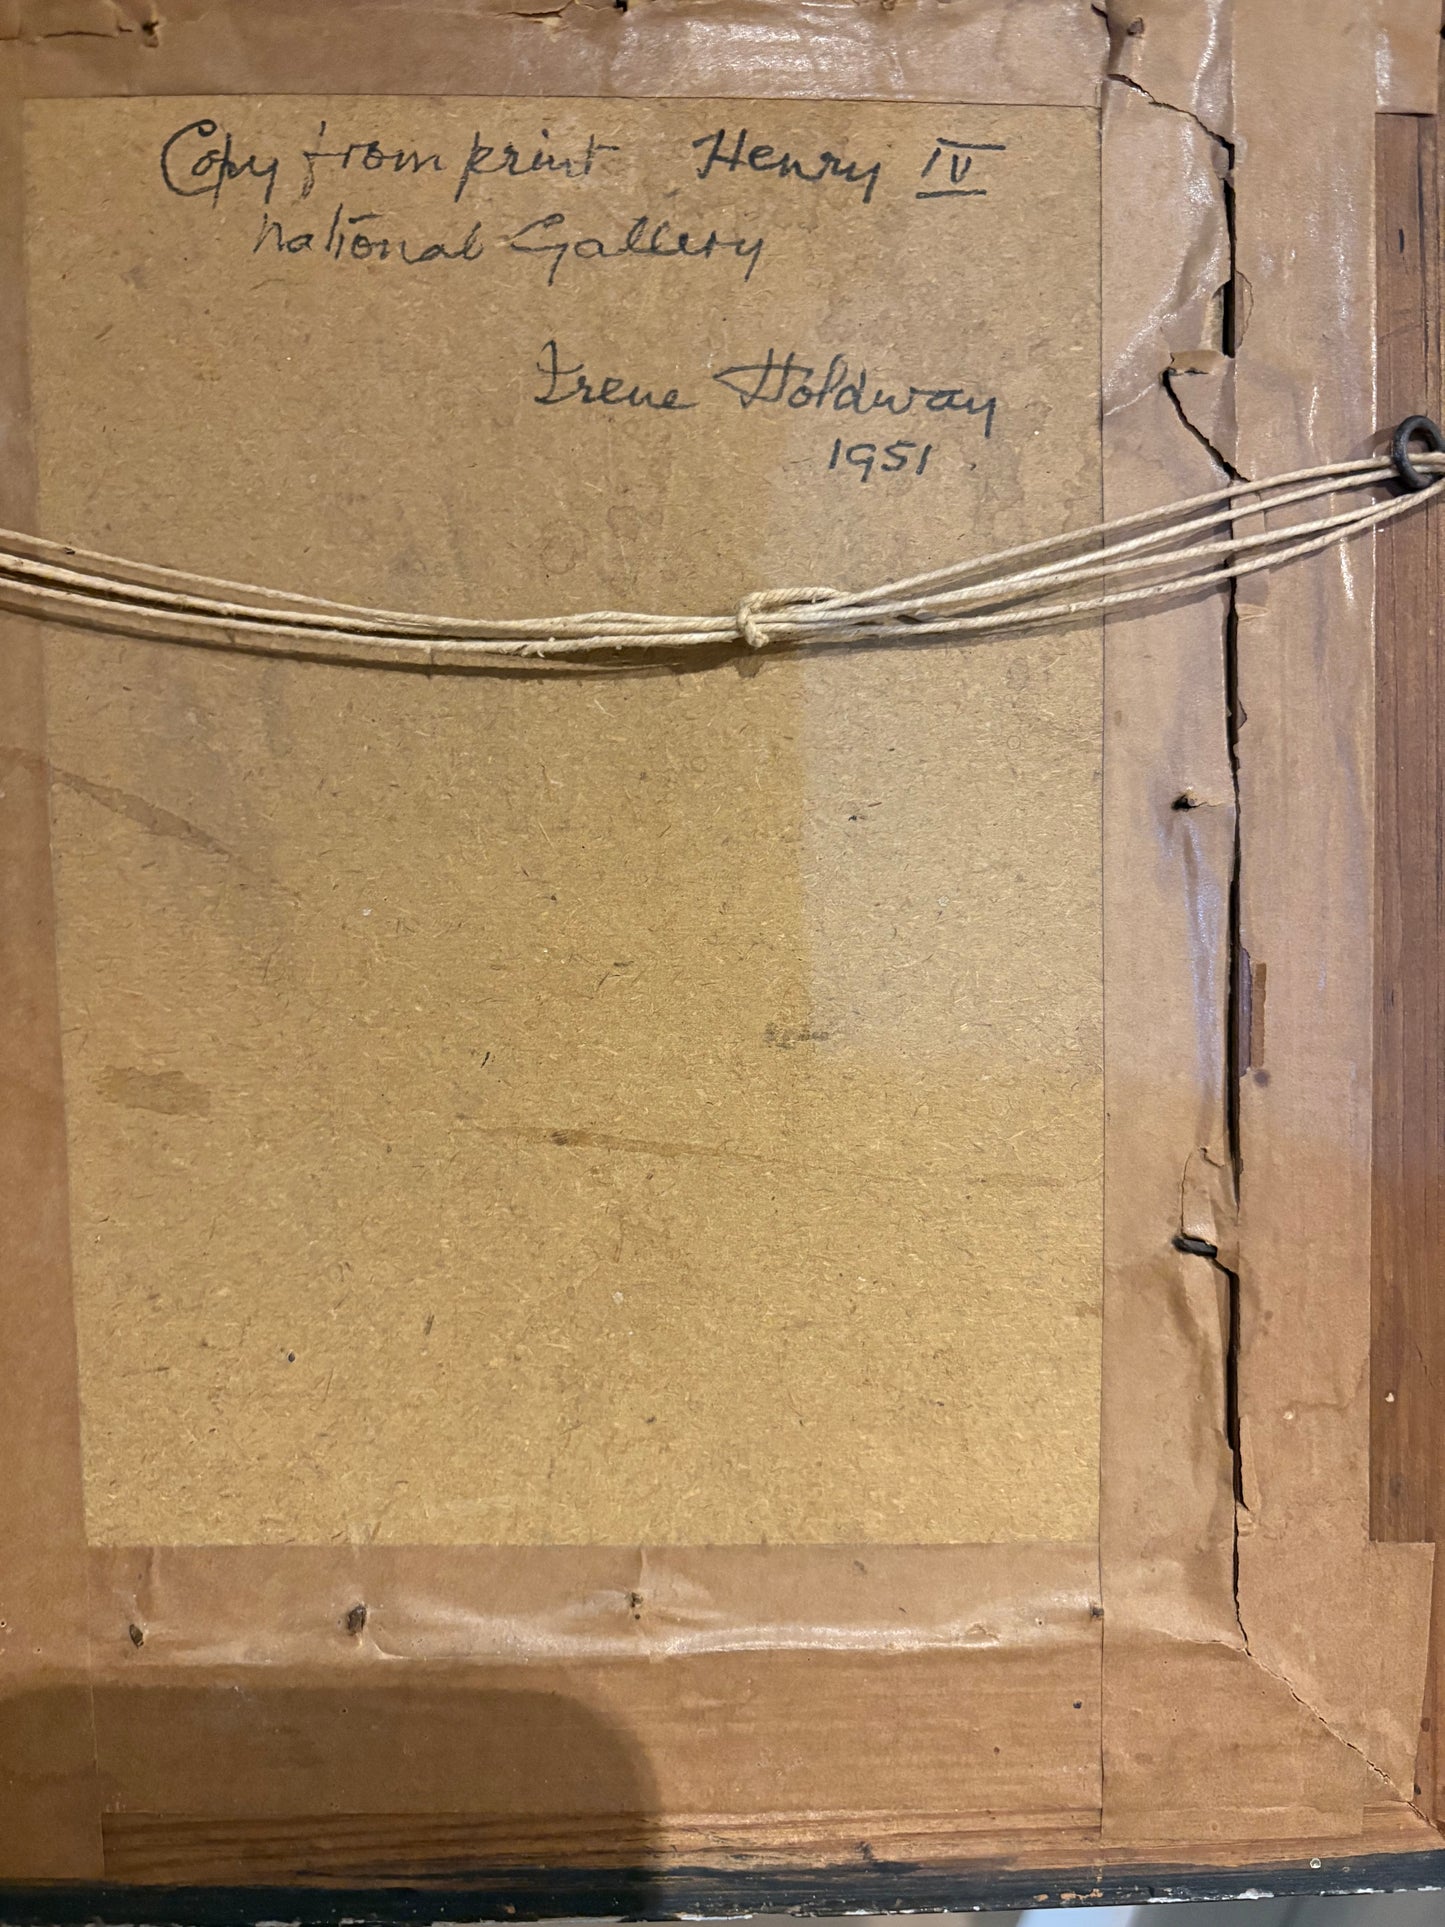 Copy from print Henry IV
National Gallery
Irene Holdway
1951